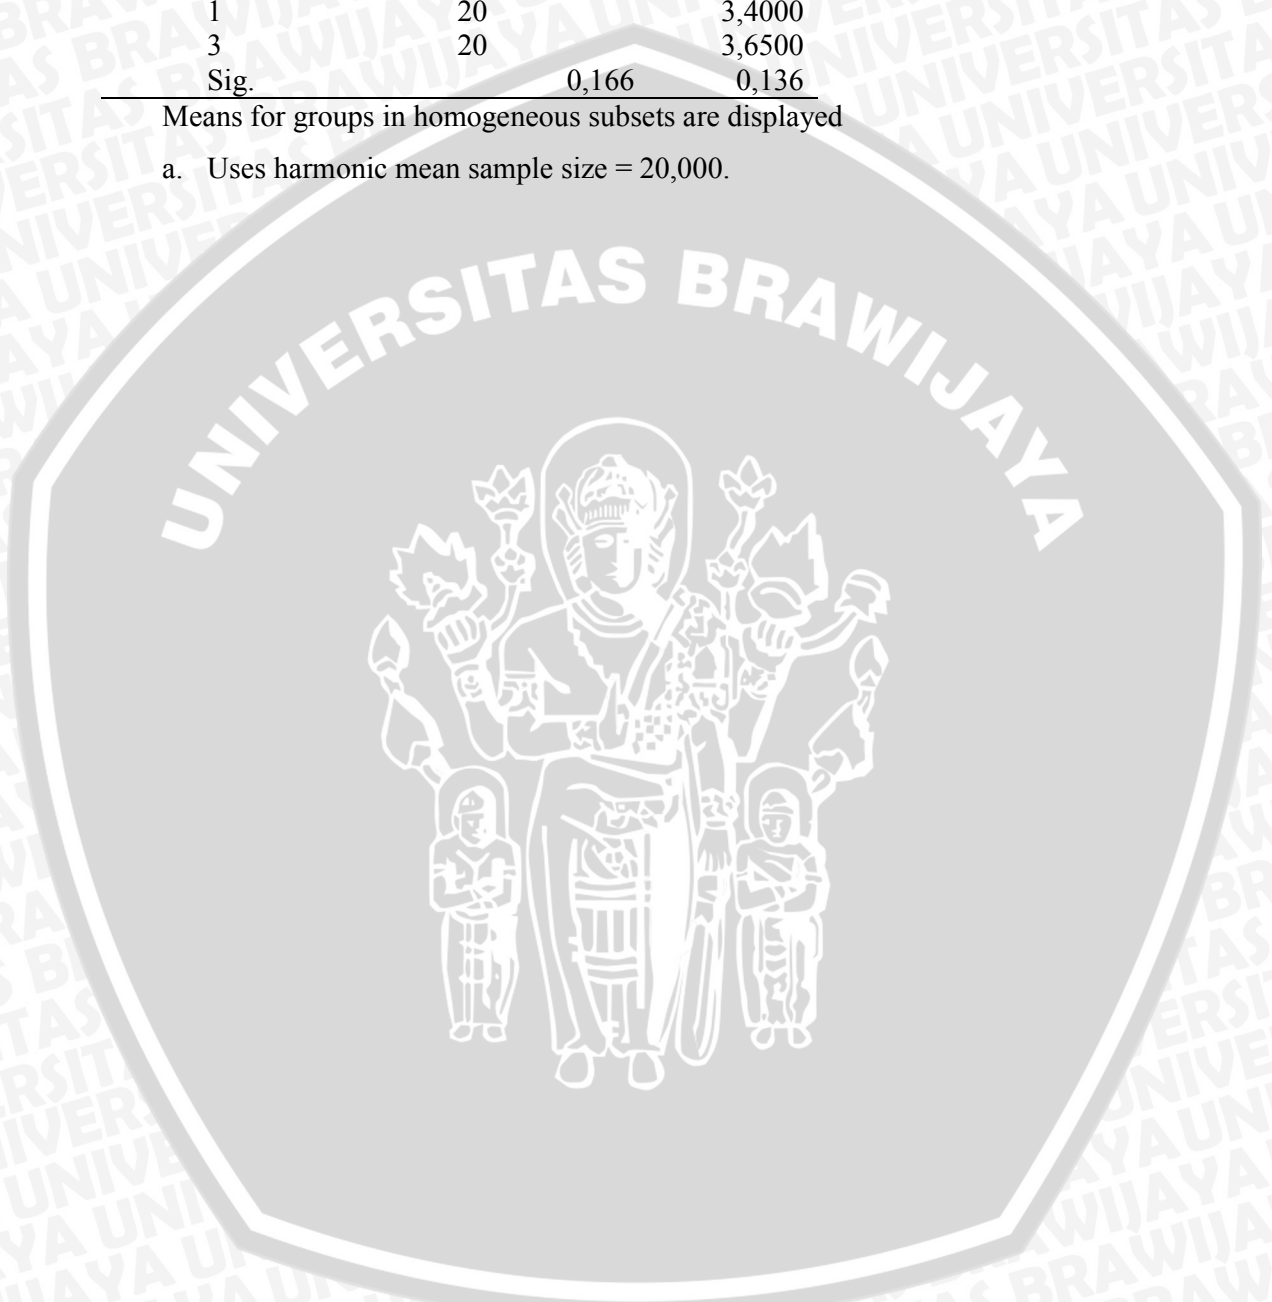 1 20 3,4000
3 20 3,6500
Sig. 0,166 0,136
Means for groups in homogeneous subsets are displayed
a. Uses harmonic mean sample size = 20,000.
UNIVERSITAS BRAWIJAYA